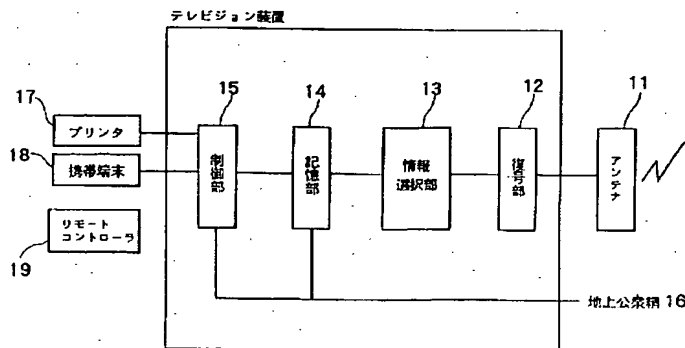 テレビジョン装置
17
プリンタ
18
携帯端末
リモート
コントローラ
19
15
制御部
14
記憶部
13
情報
選択部
12
復号部
11
アンテナ
地上公衆網 16